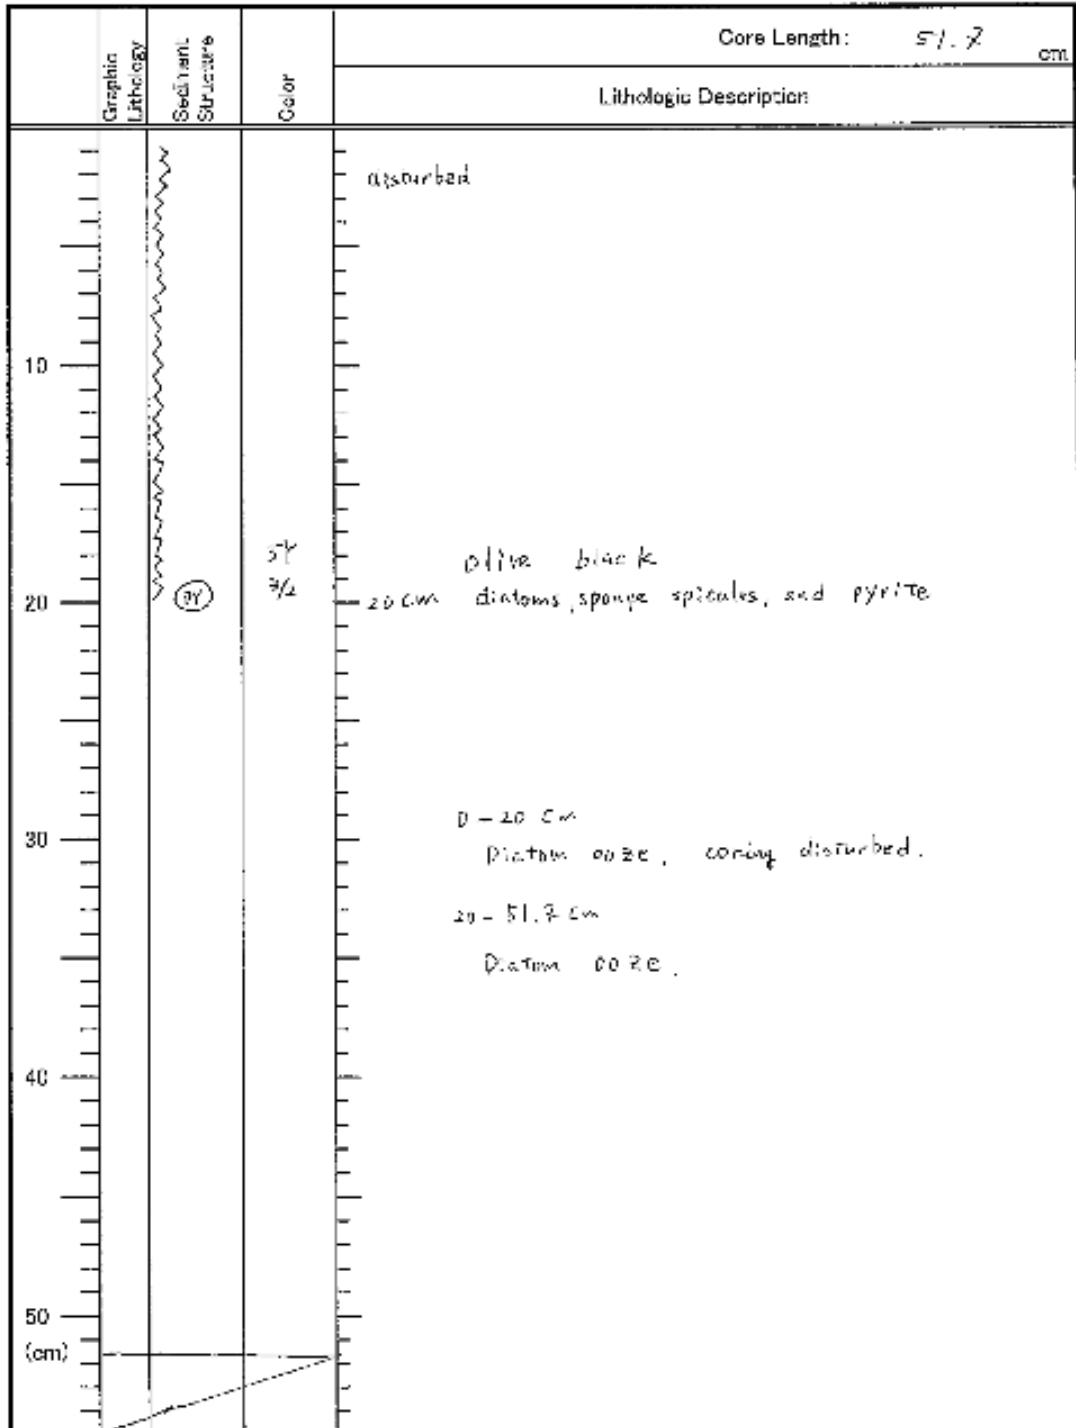 Core Length: 51.7 cm
Graphic Lithology
Sediment Structure
Color
Lithologic Description
disturbed
10
5Y
olive black
20
PY
20 cm diatoms, sponge spicules, and pyrite
0 - 20 cm
30
Diatom ooze, coring disturbed.
20 - 51.7 cm
Diatom ooze.
40
50
(cm)